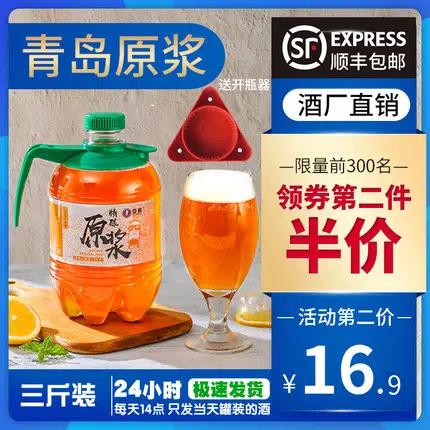 青岛原浆
送开瓶器
SF EXPRESS
顺丰包邮
酒厂直销
限量前300名
领券第二件
半价
活动第二价
¥16.9
精酿
原浆
三斤装
24小时 极速发货
每天14点 只发当天罐装的酒